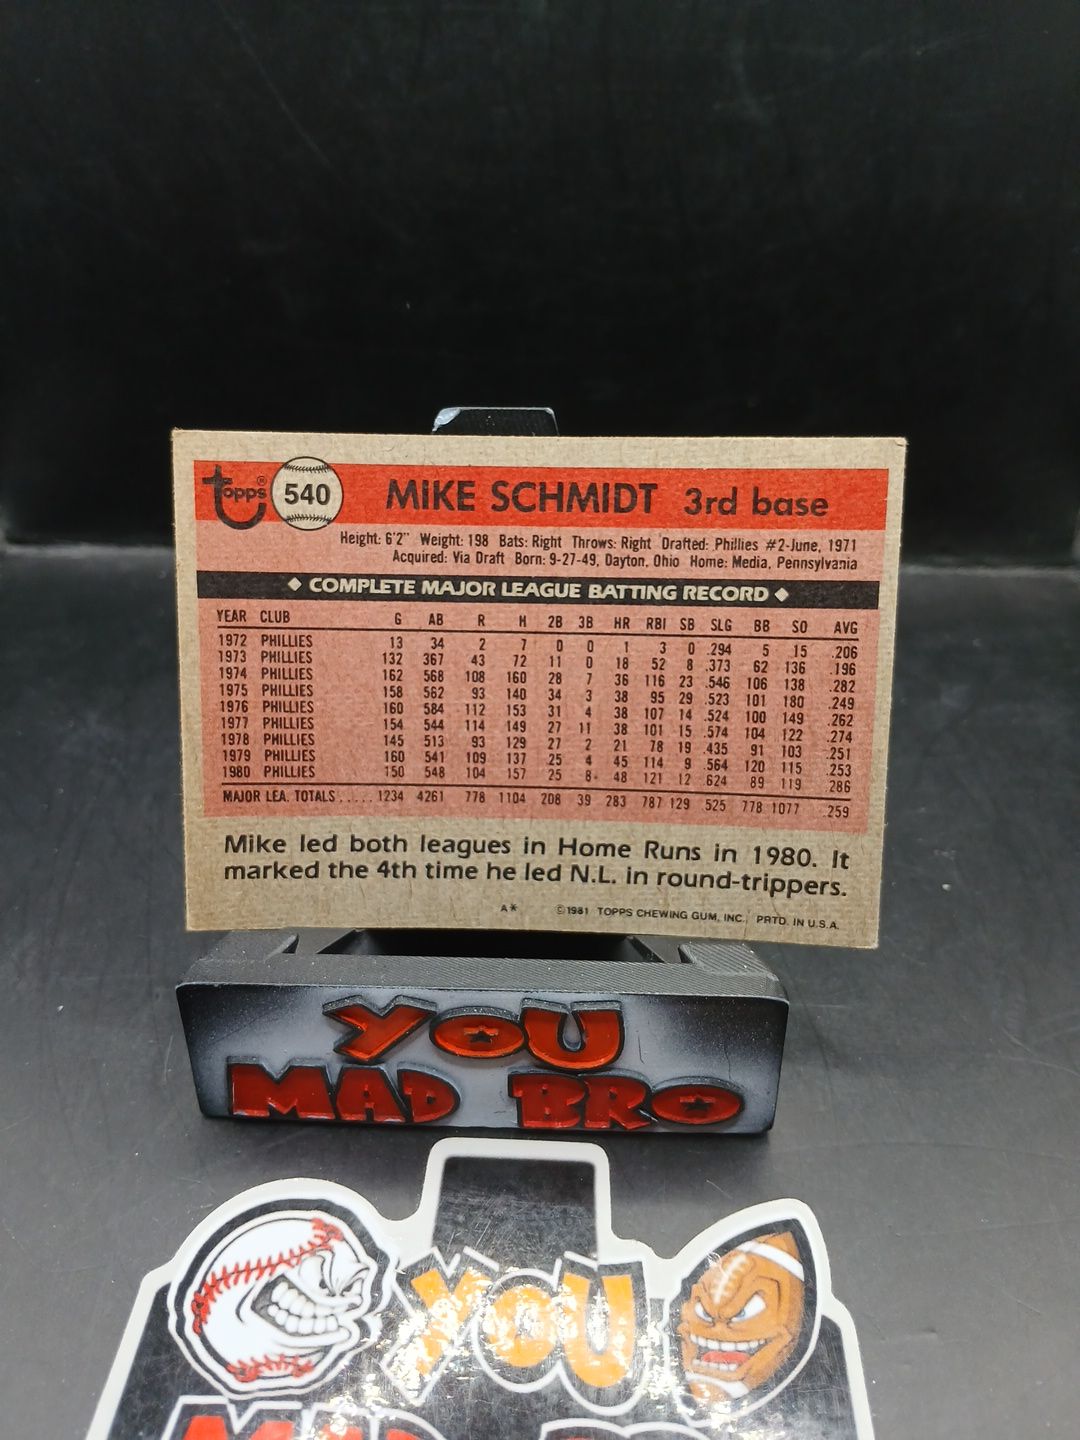 topps® 540 MIKE SCHMIDT 3rd base
Height: 6'2" Weight: 198 Bats: Right Throws: Right Drafted: Phillies #2-June, 1971
Acquired: Via Draft Born: 9-27-49, Dayton, Ohio Home: Media, Pennsylvania
◆ COMPLETE MAJOR LEAGUE BATTING RECORD ◆
YEAR CLUB G AB R H 2B 3B HR RBI SB SLG BB SO AVG
1972 PHILLIES 13 34 2 7 0 0 1 3 0 .294 5 15 .206
1973 PHILLIES 132 367 43 72 11 0 18 52 8 .373 62 136 .196
1974 PHILLIES 162 568 108 160 28 7 36 116 23 .546 106 138 .282
1975 PHILLIES 158 562 93 140 34 3 38 95 29 .523 101 180 .249
1976 PHILLIES 160 584 112 153 31 4 38 107 14 .524 100 149 .262
1977 PHILLIES 154 544 114 149 27 11 38 101 15 .574 104 122 .274
1978 PHILLIES 145 513 93 129 27 2 21 78 19 .435 91 103 .251
1979 PHILLIES 160 541 109 137 25 4 45 114 9 .564 120 115 .253
1980 PHILLIES 150 548 104 157 25 8 48 121 12 .624 89 119 .286
MAJOR LEA. TOTALS ..... 1234 4261 778 1104 208 39 283 787 129 .525 778 1077 .259
Mike led both leagues in Home Runs in 1980. It
marked the 4th time he led N.L. in round-trippers.
A* ©1981 TOPPS CHEWING GUM, INC. PRTD. IN U.S.A.
YOU
MAD BRO
YOU
MAD